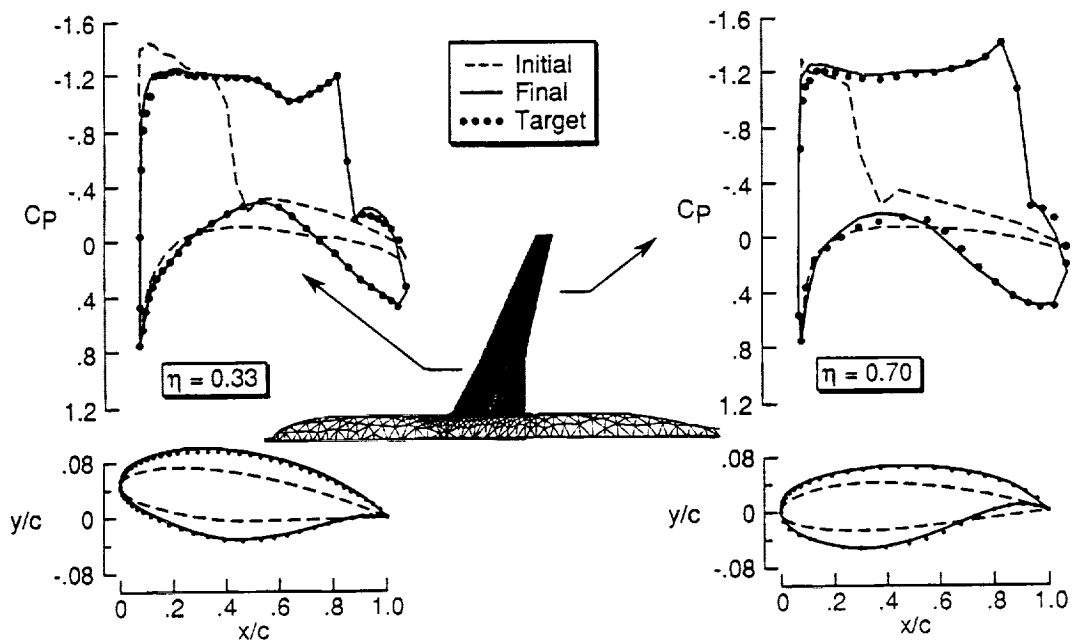 -1.6
-1.2
-.8
-.4
0
.4
.8
1.2
CP
η = 0.33
Initial
Final
Target
-1.6
-1.2
-.8
-.4
0
.4
.8
1.2
CP
η = 0.70
.08
0
-.08
y/c
0 .2 .4 .6 .8 1.0
x/c
.08
0
-.08
y/c
0 .2 .4 .6 .8 1.0
x/c